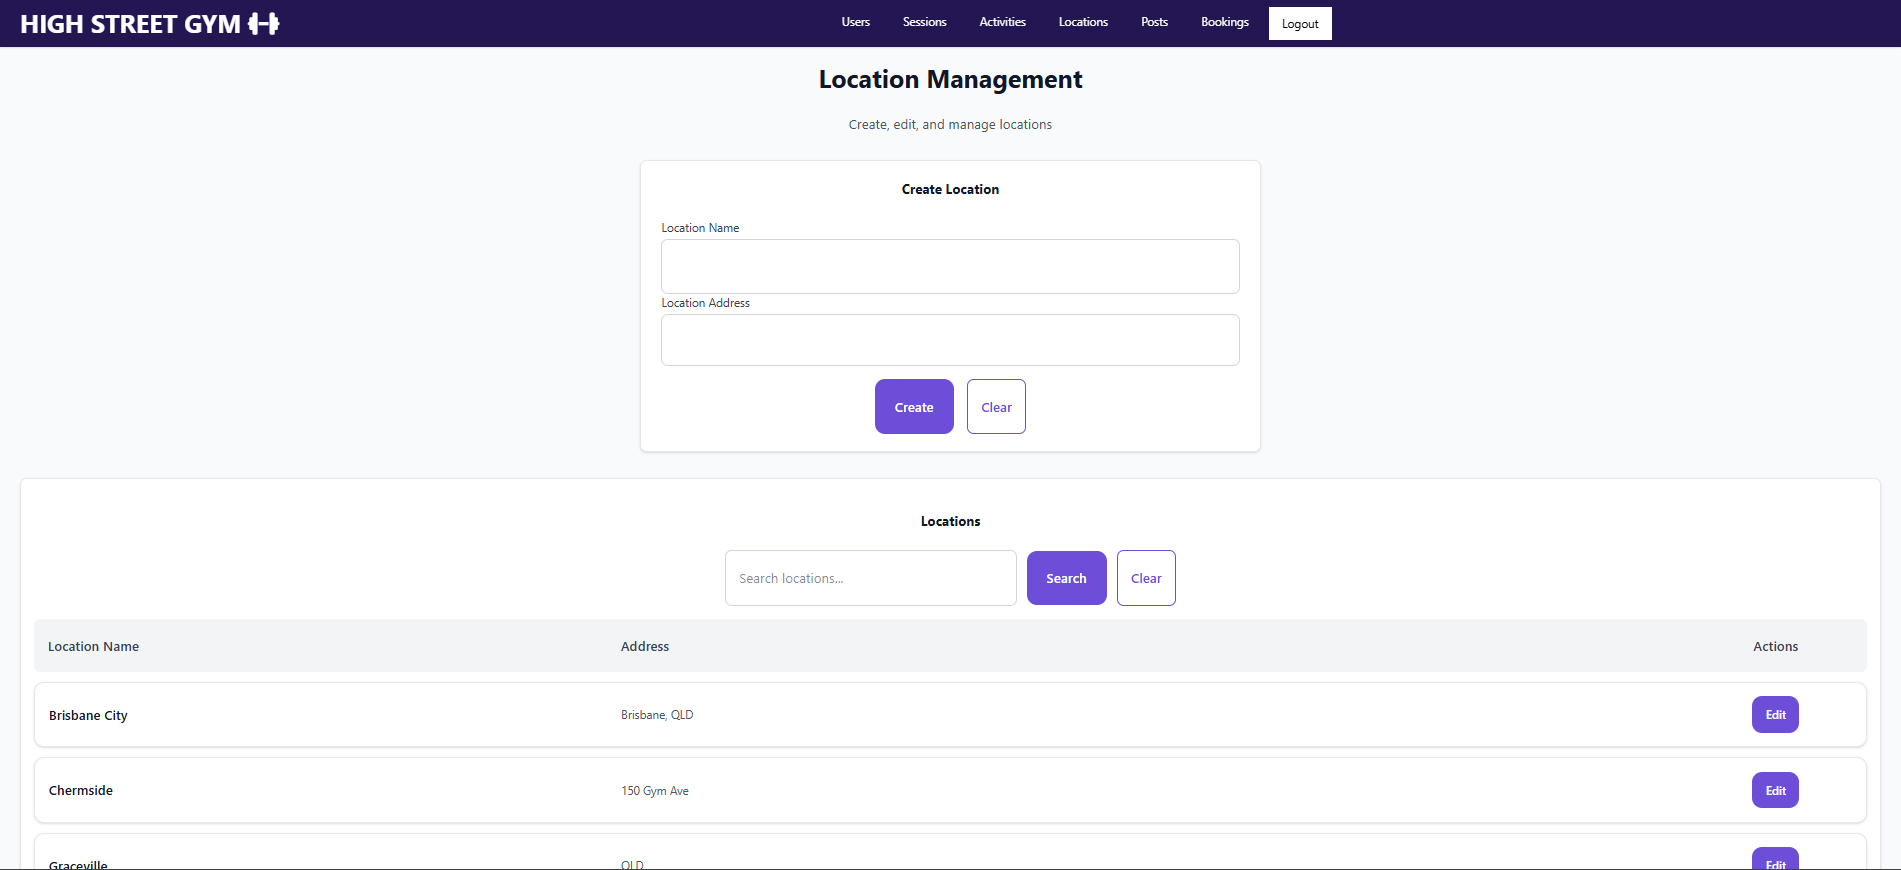 HIGH STREET GYM
Users Sessions Activities Locations Posts Bookings Logout
Location Management
Create, edit, and manage locations
Create Location
Location Name
Location Address
Create Clear
Locations
Search locations... Search Clear
Location Name Address Actions
Brisbane City Brisbane, QLD Edit
Chermside 150 Gym Ave Edit
Graceville QLD Edit